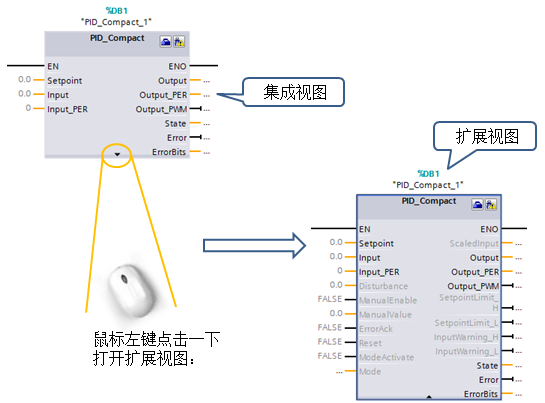 %DB1
"PID_Compact_1"
PID_Compact
EN ENO
0.0 Setpoint Output ...
0.0 Input Output_PER ...
0 Input_PER Output_PWM ...
State ...
Error ...
ErrorBits ...
集成视图
鼠标左键点击一下
打开扩展视图：
扩展视图
%DB1
"PID_Compact_1"
PID_Compact
EN ENO
0.0 Setpoint ScaledInput ...
0.0 Input Output ...
0 Input_PER Output_PER ...
0.0 Disturbance Output_PWM ...
FALSE ManualEnable SetpointLimit_
H ...
0.0 ManualValue
FALSE ErrorAck SetpointLimit_L ...
FALSE Reset InputWarning_H ...
FALSE ModeActivate InputWarning_L ...
... Mode State ...
Error ...
ErrorBits ...